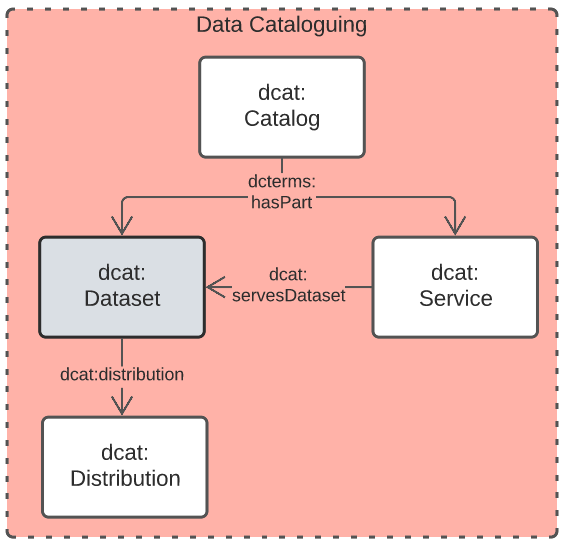 Data Cataloguing
dcat:
Catalog
dcterms:
hasPart
dcat:
Dataset
dcat:
servesDataset
dcat:
Service
dcat:distribution
dcat:
Distribution